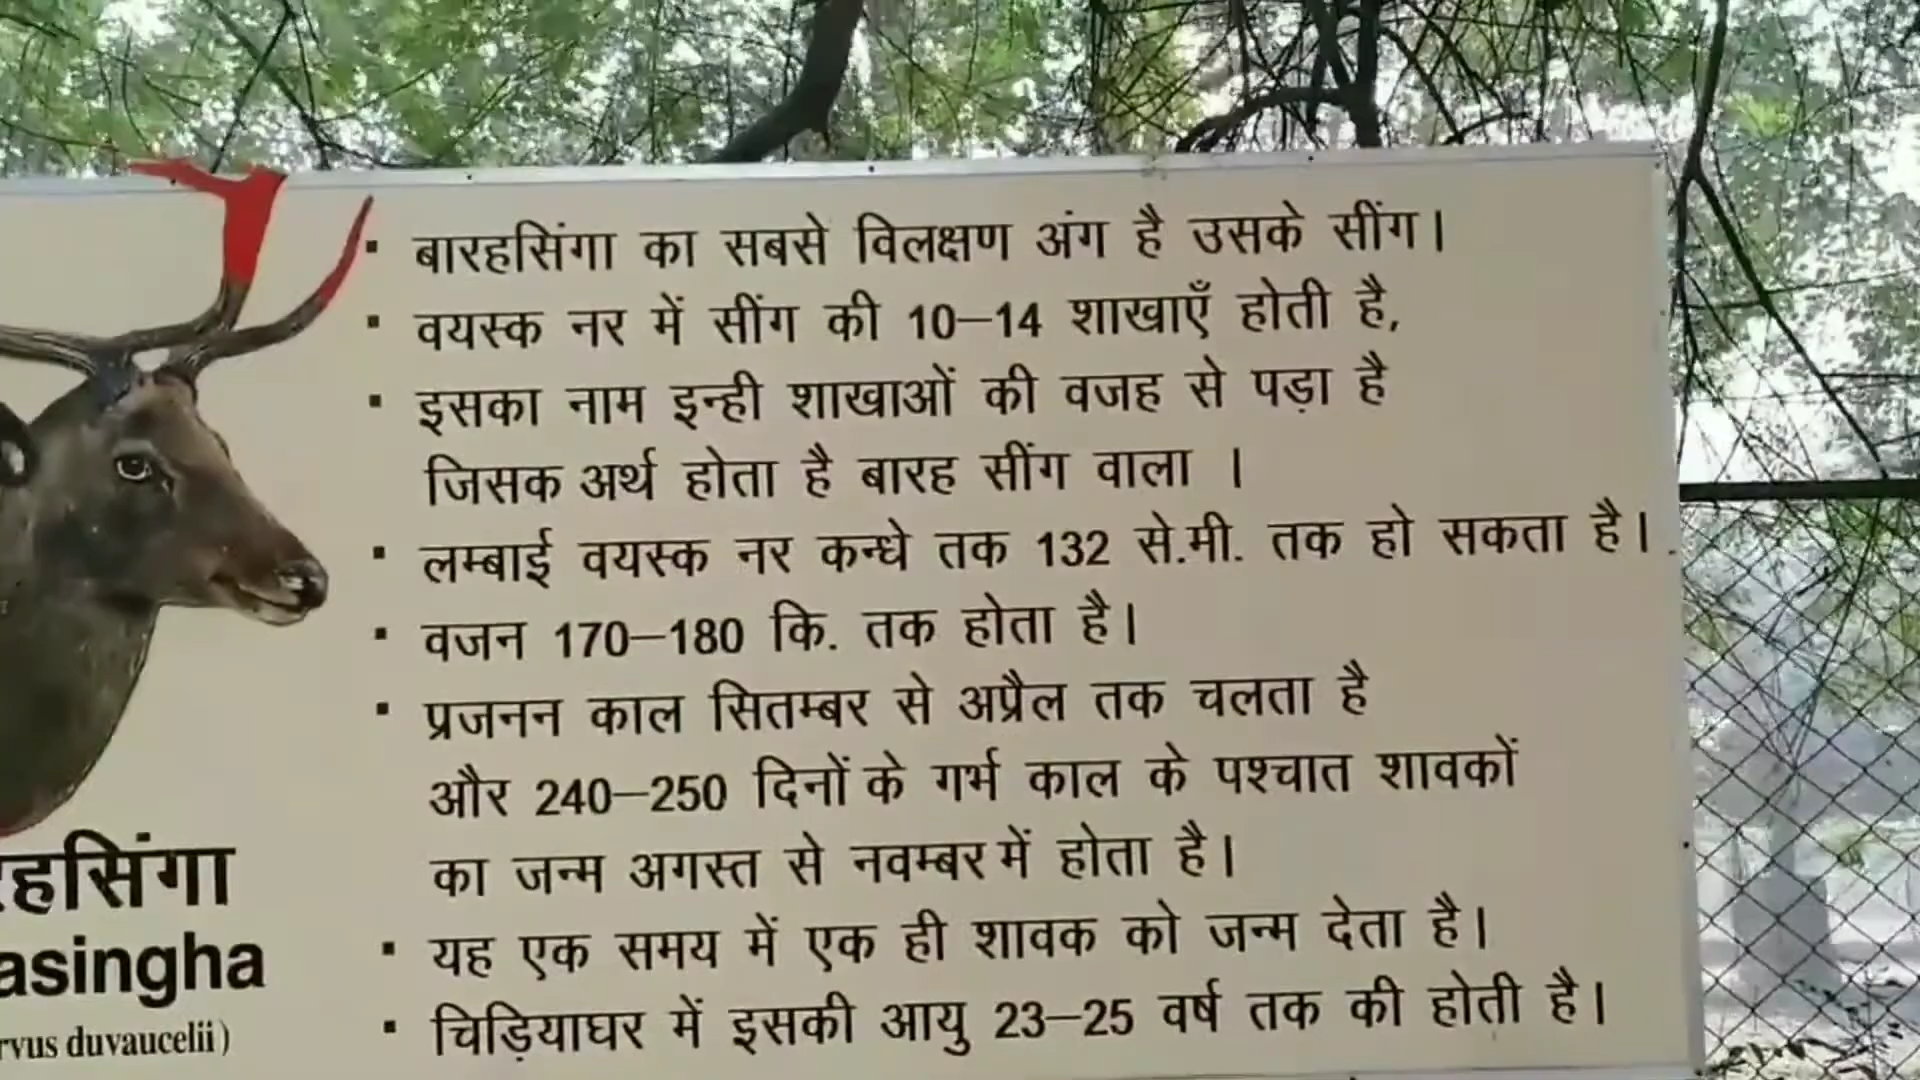 ▪ बारहसिंगा का सबसे विलक्षण अंग है उसके सींग।
▪ वयस्क नर में सींग की 10–14 शाखाएँ होती है,
▪ इसका नाम इन्ही शाखाओं की वजह से पड़ा है
जिसक अर्थ होता है बारह सींग वाला ।
▪ लम्बाई वयस्क नर कन्धे तक 132 से.मी. तक हो सकता है।
▪ वजन 170–180 कि. तक होता है।
▪ प्रजनन काल सितम्बर से अप्रैल तक चलता है
और 240–250 दिनों के गर्भ काल के पश्चात शावकों
का जन्म अगस्त से नवम्बर में होता है।
▪ यह एक समय में एक ही शावक को जन्म देता है।
▪ चिड़ियाघर में इसकी आयु 23–25 वर्ष तक की होती है।
रहसिंगा
asingha
rvus duvaucelii)